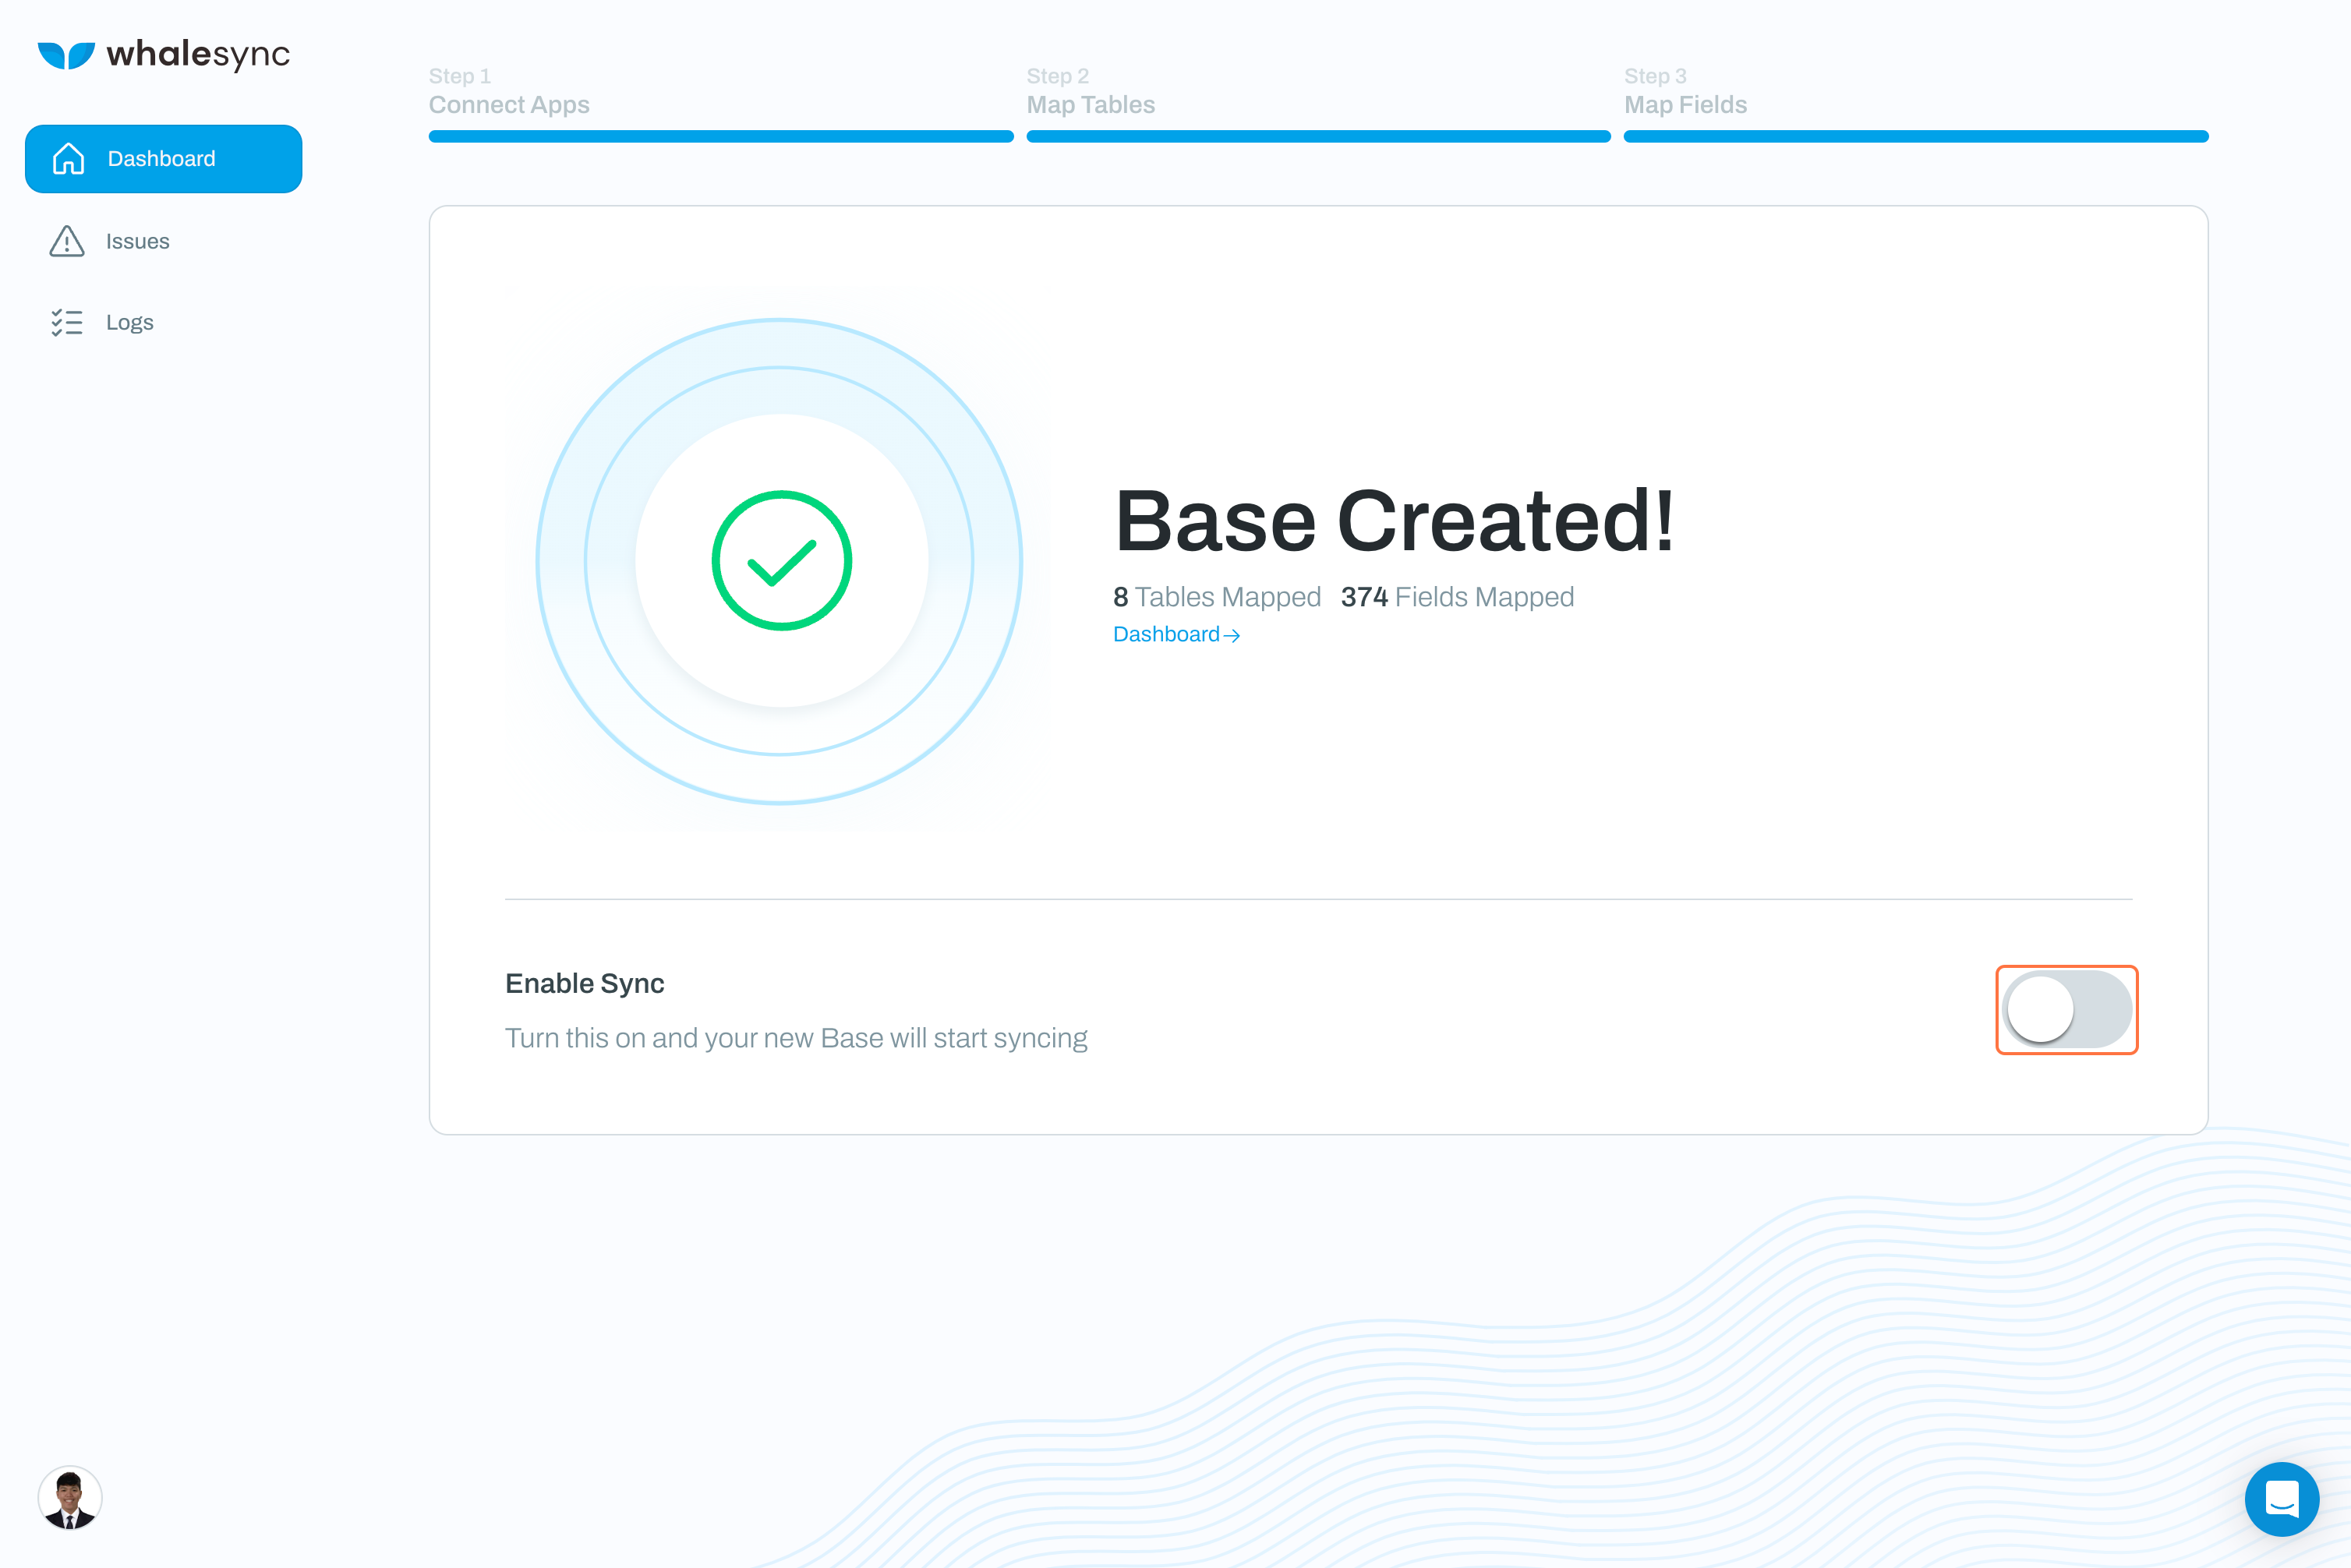 whalesync
Dashboard
Issues
Logs
Step 1
Connect Apps
Step 2
Map Tables
Step 3
Map Fields
Base Created!
8 Tables Mapped 374 Fields Mapped
Dashboard→
Enable Sync
Turn this on and your new Base will start syncing